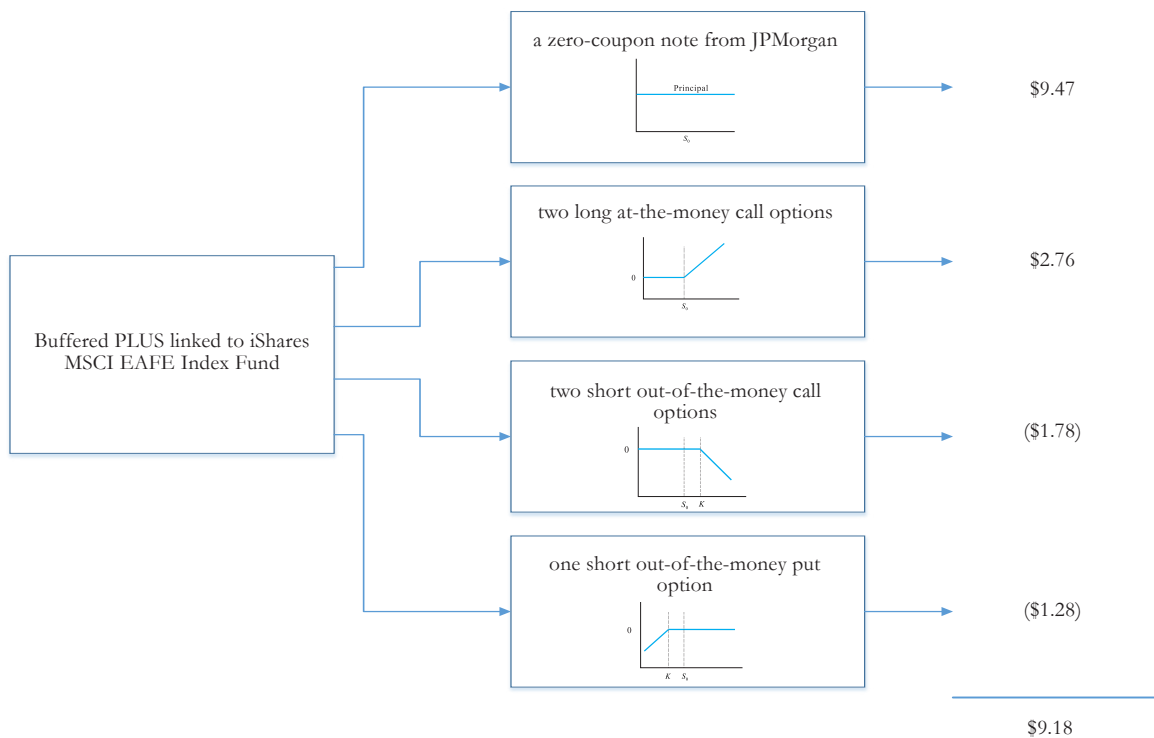 a zero-coupon note from JPMorgan
Principal
S₀
$9.47
two long at-the-money call options
0
S₀
$2.76
Buffered PLUS linked to iShares
MSCI EAFE Index Fund
two short out-of-the-money call
options
0
S₀ K
($1.78)
one short out-of-the-money put
option
0
K S₀
($1.28)
$9.18